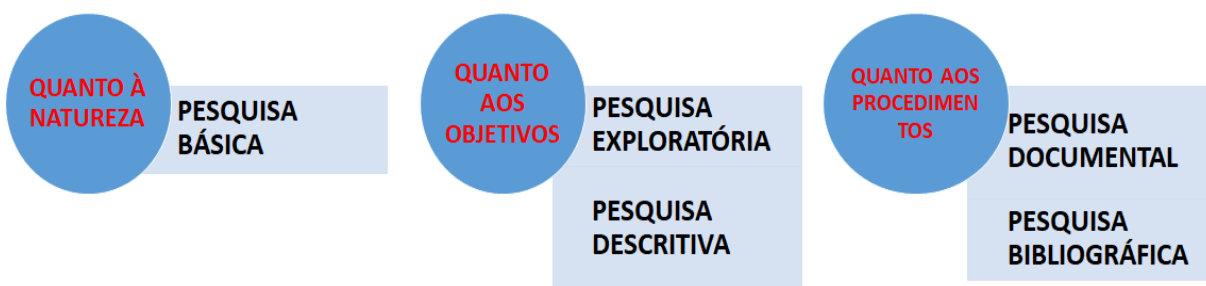 QUANTO À
NATUREZA
PESQUISA
BÁSICA
QUANTO
AOS
OBJETIVOS
PESQUISA
EXPLORATÓRIA
PESQUISA
DESCRITIVA
QUANTO AOS
PROCEDIMEN
TOS
PESQUISA
DOCUMENTAL
PESQUISA
BIBLIOGRÁFICA